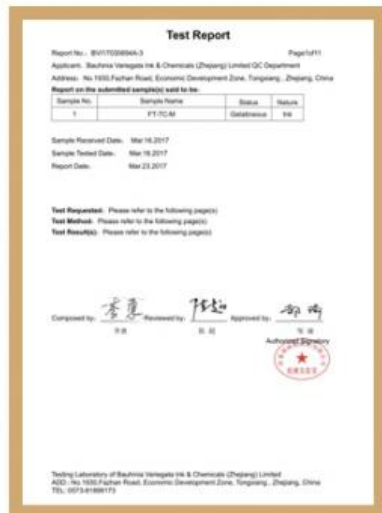 Test Report
Report No.: BVI17030994A-3 Page1of11
Applicant: Bauhinia Variegata Ink & Chemicals (Zhejiang) Limited QC Department
Address: No.1930,Fazhan Road, Economic Development Zone, Tongxiang, Zhejiang, China
Report on the submitted sample(s) said to be:
Sample No. Sample Name Status Nature
1 FT-TC-M Gelatineous Ink
Sample Received Date: Mar.16.2017
Sample Tested Date: Mar.16.2017
Report Date: Mar.23.2017
Test Requested: Please refer to the following page(s)
Test Method: Please refer to the following page(s)
Test Result(s): Please refer to the following page(s)
Composed by: Reviewed by: Approved by:
Authorized Signatory
Testing Laboratory of Bauhinia Variegata Ink & Chemicals (Zhejiang) Limited
ADD: No.1930,Fazhan Road, Economic Development Zone, Tongxiang, Zhejiang, China